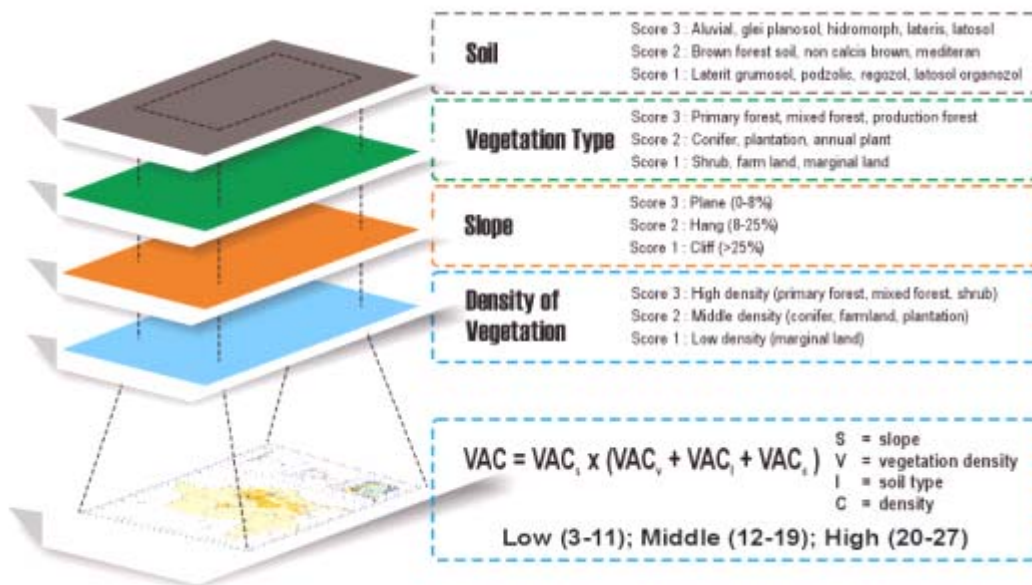 Soil
Score 3 : Aluvial, glei planosol, hidromorph, lateris, latosol
Score 2 : Brown forest soil, non calcis brown, mediteran
Score 1 : Laterit grumosol, podzolic, regozol, latosol organozol
Vegetation Type
Score 3 : Primary forest, mixed forest, production forest
Score 2 : Conifer, plantation, annual plant
Score 1 : Shrub, farm land, marginal land
Slope
Score 3 : Plane (0-8%)
Score 2 : Hang (8-25%)
Score 1 : Cliff (>25%)
Density of
Vegetation
Score 3 : High density (primary forest, mixed forest, shrub)
Score 2 : Middle density (conifer, farmland, plantation)
Score 1 : Low density (marginal land)
VAC = VACs x (VACv + VACl + VACc )
S = slope
V = vegetation density
I = soil type
C = density
Low (3-11); Middle (12-19); High (20-27)